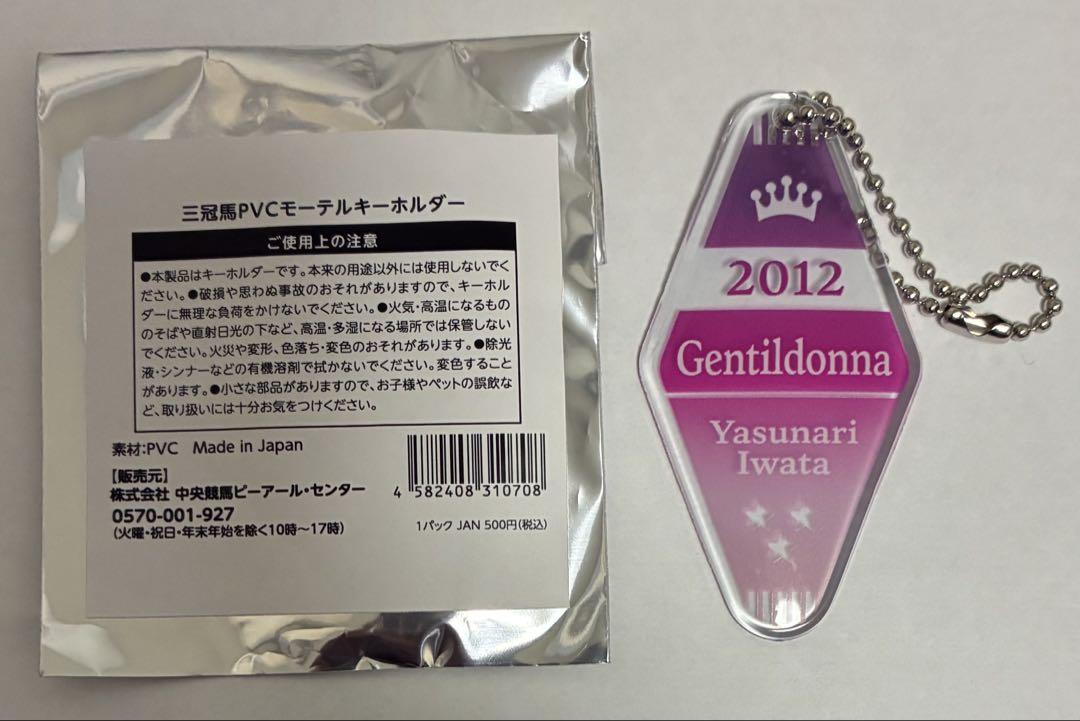 三冠馬PVCモーテルキーホルダー
ご使用上の注意
●本製品はキーホルダーです。本来の用途以外には使用しないでく
ださい。●破損や思わぬ事故のおそれがありますので、キーホル
ダーに無理な負荷をかけないでください。●火気・高温になるもの
のそばや直射日光の下など、高温・多湿になる場所では保管しない
でください。火災や変形、色落ち・変色のおそれがあります。●除光
液・シンナーなどの有機溶剤で拭かないでください。変色すること
があります。●小さな部品がありますので、お子様やペットの誤飲な
ど、取り扱いには十分お気をつけください。
素材:PVC Made in Japan
【販売元】
株式会社 中央競馬ピーアール・センター
0570-001-927
(火曜・祝日・年末年始を除く10時〜17時)
4 582408 310708
1パック JAN 500円(税込)
2012
Gentildonna
Yasunari
Iwata